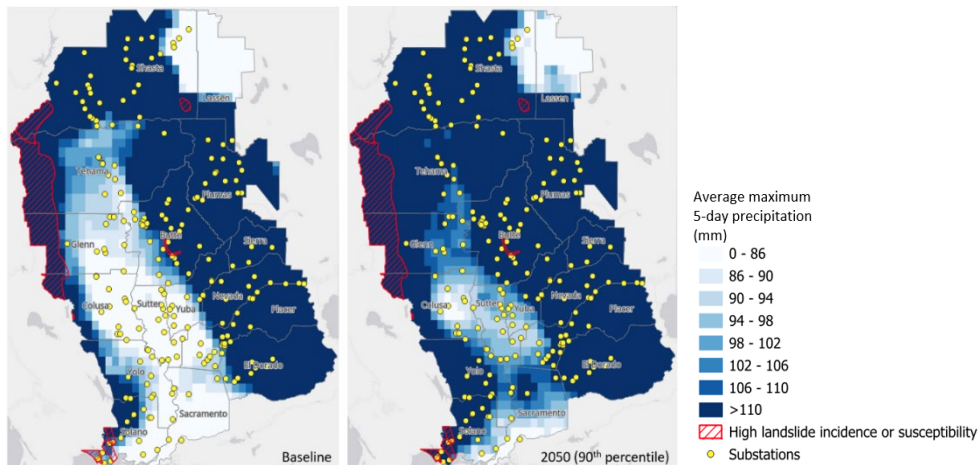 Shasta
Lassen
Tehama
Plumas
Glenn
Butte
Sierra
Colusa
Sutter
Yuba
Nevada
Placer
Yolo
El Dorado
Sacramento
Solano
Baseline
Shasta
Lassen
Tehama
Plumas
Glenn
Butte
Sierra
Colusa
Sutter
Yuba
Nevada
Placer
Yolo
El Dorado
Sacramento
Solano
2050 (90th percentile)
Average maximum
5-day precipitation
(mm)
0 - 86
86 - 90
90 - 94
94 - 98
98 - 102
102 - 106
106 - 110
>110
High landslide incidence or susceptibility
Substations